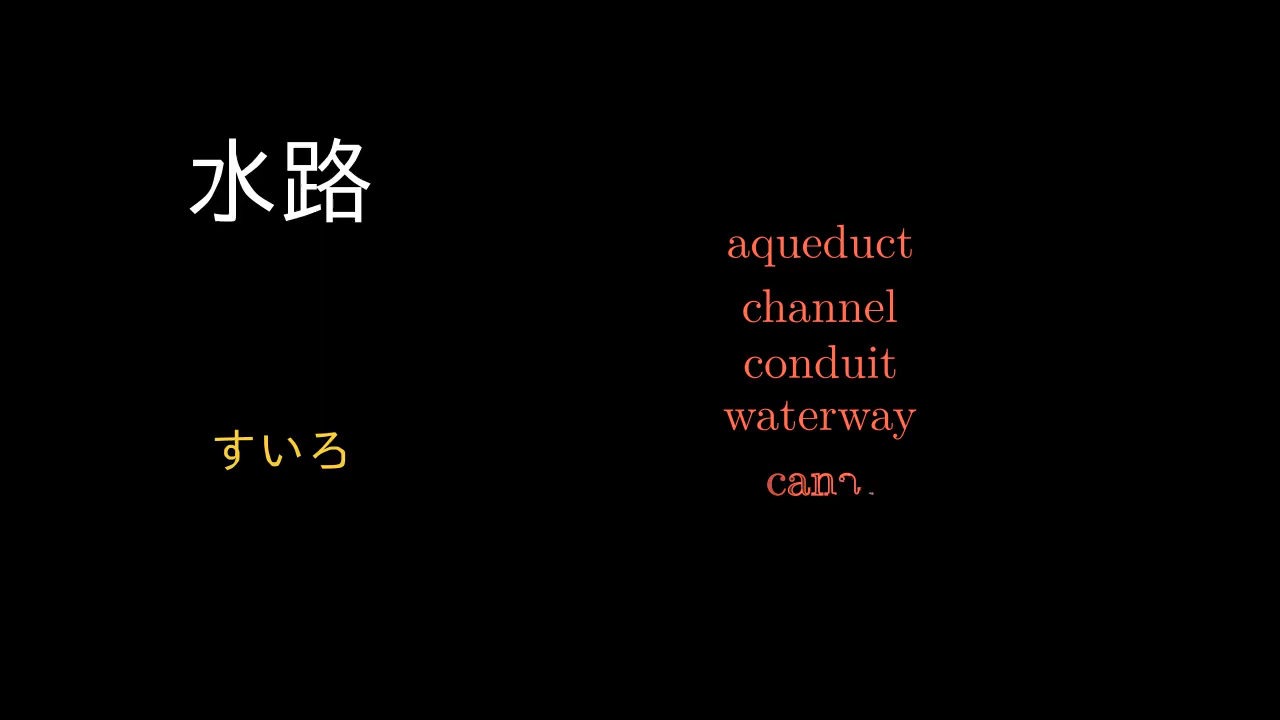 水路
すいろ
aqueduct
channel
conduit
waterway